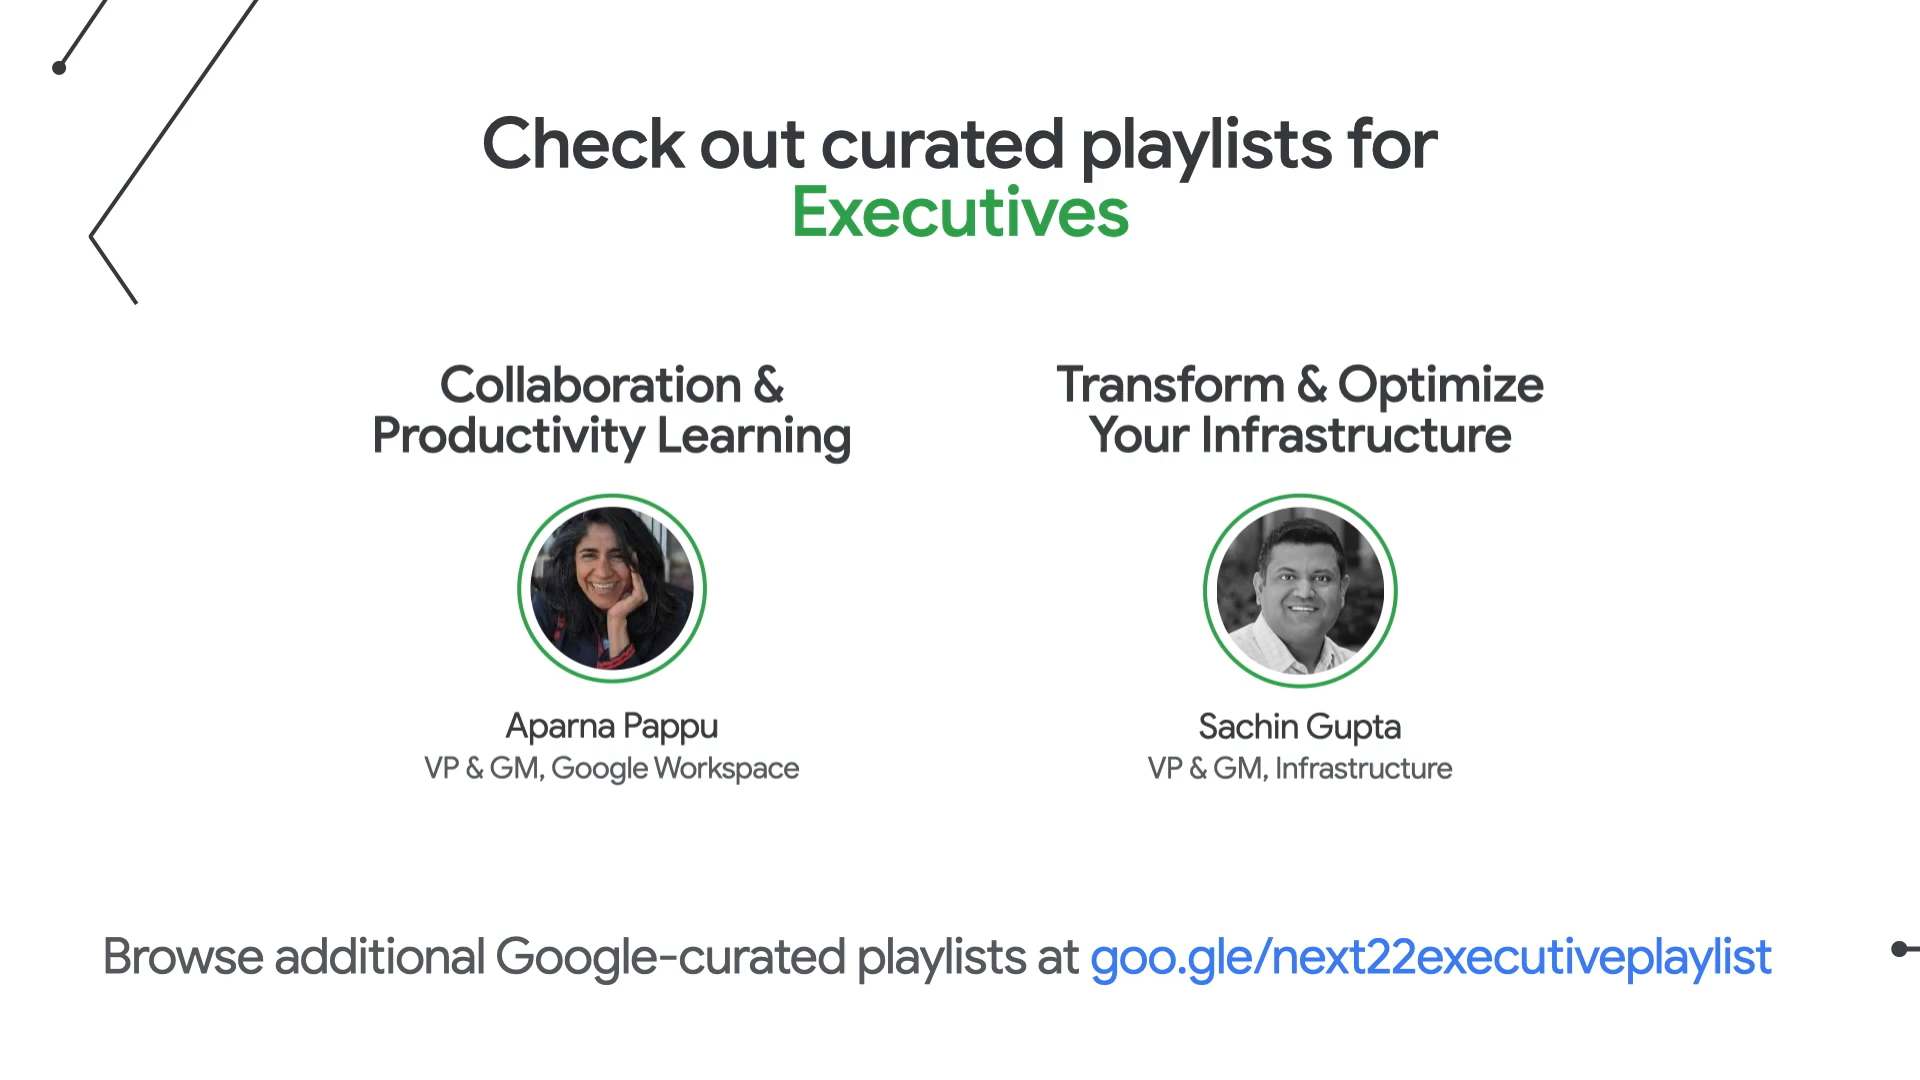 Check out curated playlists for
Executives
Collaboration &
Productivity Learning
Aparna Pappu
VP & GM, Google Workspace
Transform & Optimize
Your Infrastructure
Sachin Gupta
VP & GM, Infrastructure
Browse additional Google-curated playlists at goo.gle/next22executiveplaylist